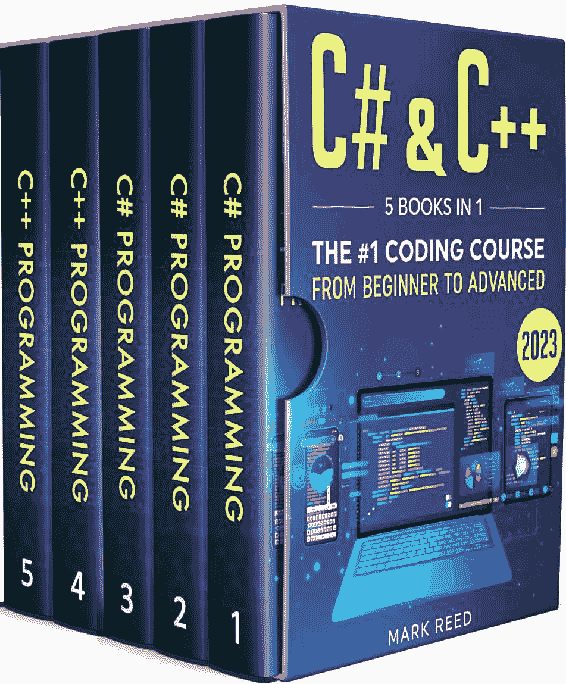 C# & C++
5 BOOKS IN 1
THE #1 CODING COURSE
FROM BEGINNER TO ADVANCED
2023
MARK REED
C++ PROGRAMMING
5
C++ PROGRAMMING
4
C# PROGRAMMING
3
C# PROGRAMMING
2
C# PROGRAMMING
1